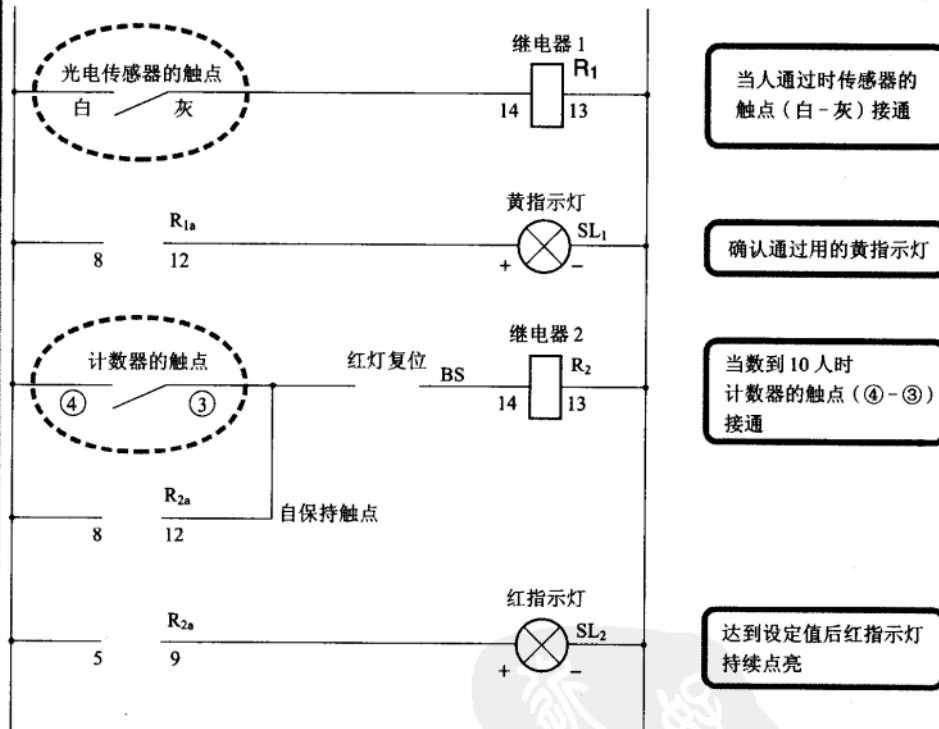 光电传感器的触点
白 灰
继电器 1
R1
14 13
当人通过时传感器的
触点（白－灰）接通
R1a
8 12
黄指示灯
SL1
+ −
确认通过用的黄指示灯
计数器的触点
④ ③
红灯复位
BS
继电器 2
R2
14 13
当数到 10 人时
计数器的触点（④－③）
接通
R2a
8 12
自保持触点
R2a
5 9
红指示灯
SL2
+ −
达到设定值后红指示灯
持续点亮